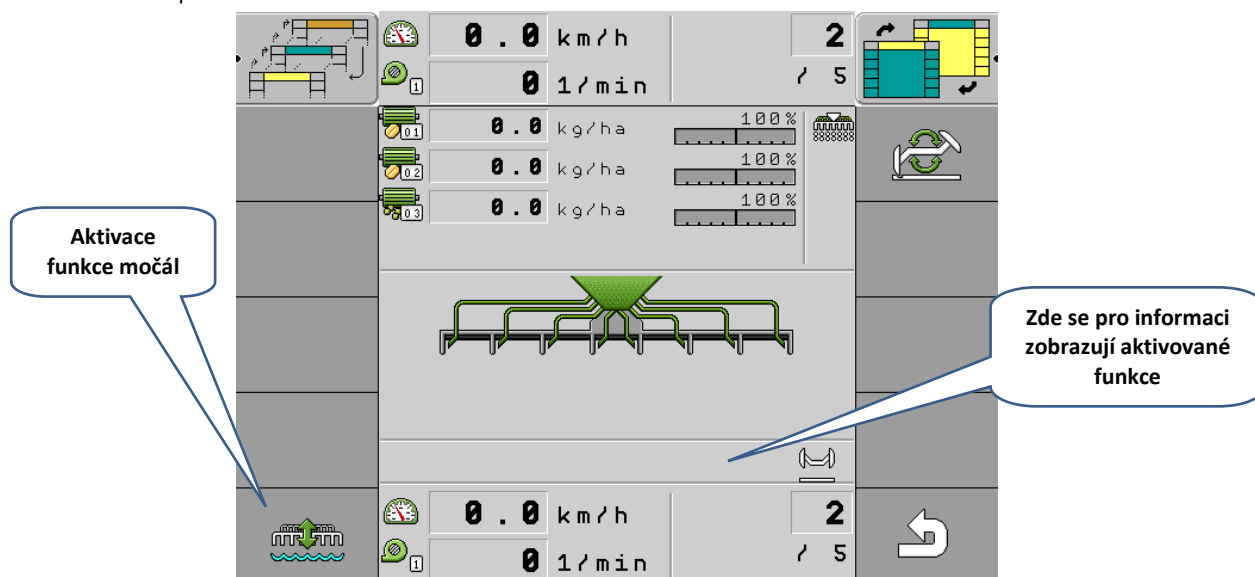 0.0 km/h 2
1 0 1/min / 5
01 0.0 kg/ha 100%
02 0.0 kg/ha 100%
03 0.0 kg/ha 100%
Aktivace
funkce močál
Zde se pro informaci
zobrazují aktivované
funkce
0.0 km/h 2
1 0 1/min / 5